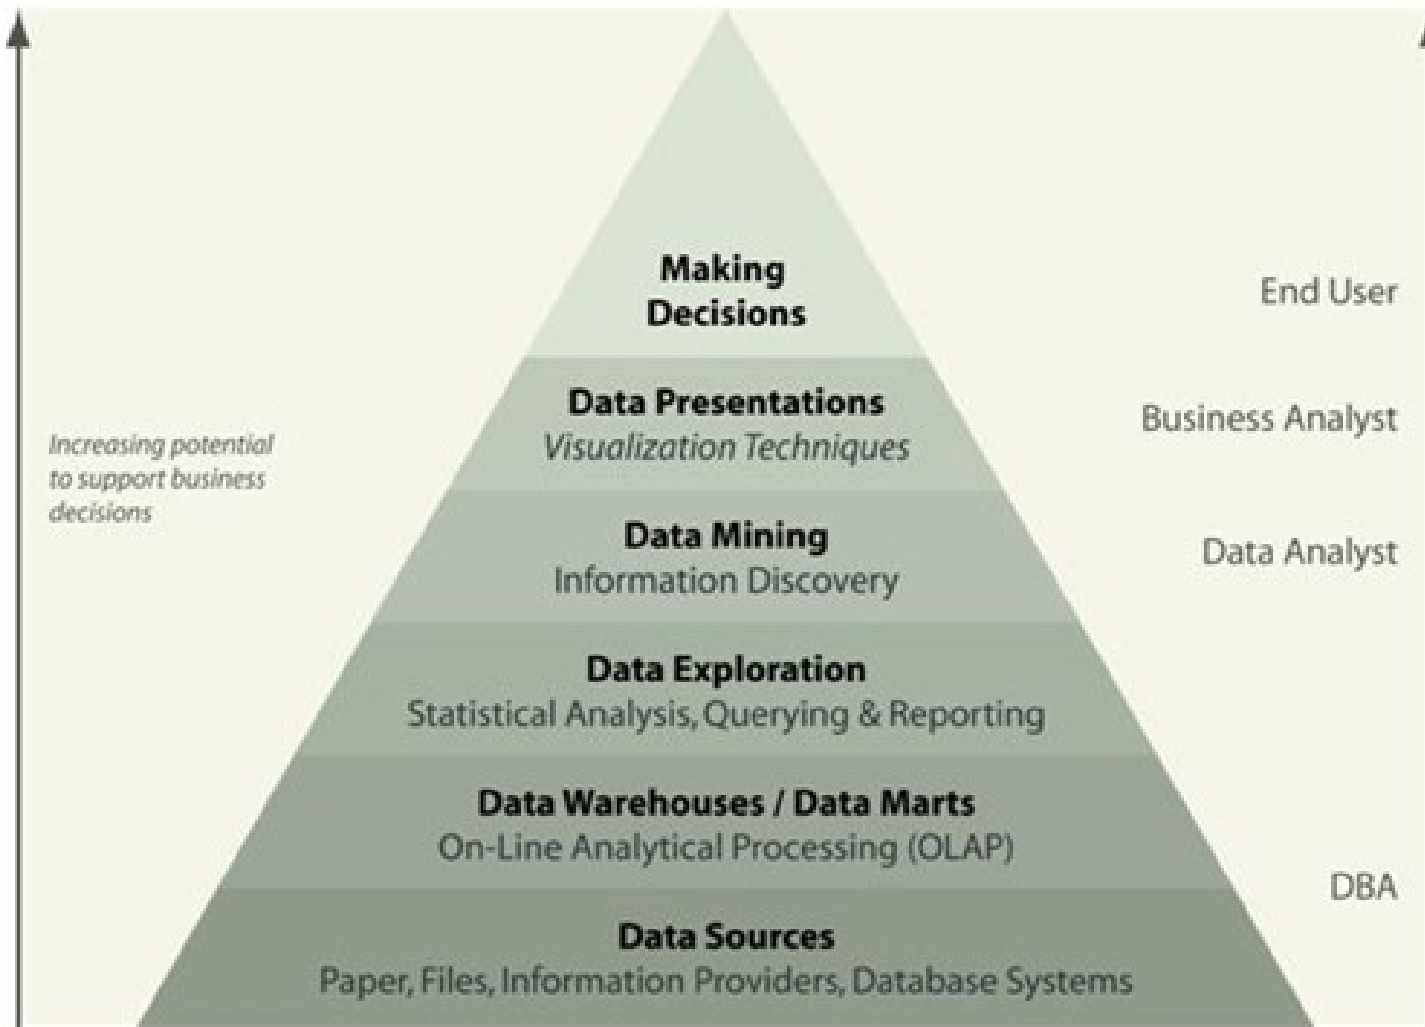 Making
Decisions
End User
Data Presentations
Visualization Techniques
Business Analyst
Increasing potential
to support business
decisions
Data Mining
Information Discovery
Data Analyst
Data Exploration
Statistical Analysis, Querying & Reporting
Data Warehouses / Data Marts
On-Line Analytical Processing (OLAP)
DBA
Data Sources
Paper, Files, Information Providers, Database Systems